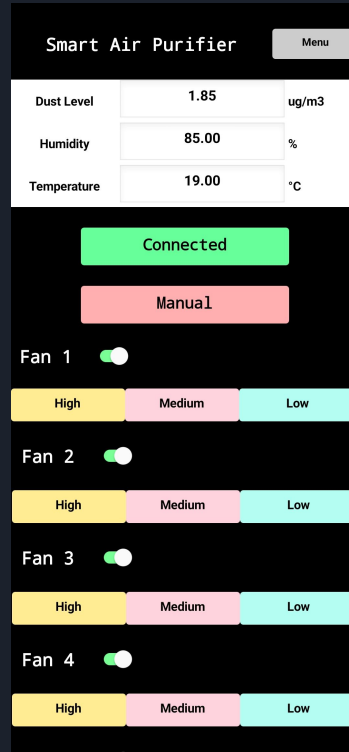 Smart Air Purifier Menu
Dust Level 1.85 ug/m3
Humidity 85.00 %
Temperature 19.00 °C
Connected
Manual
Fan 1
High Medium Low
Fan 2
High Medium Low
Fan 3
High Medium Low
Fan 4
High Medium Low